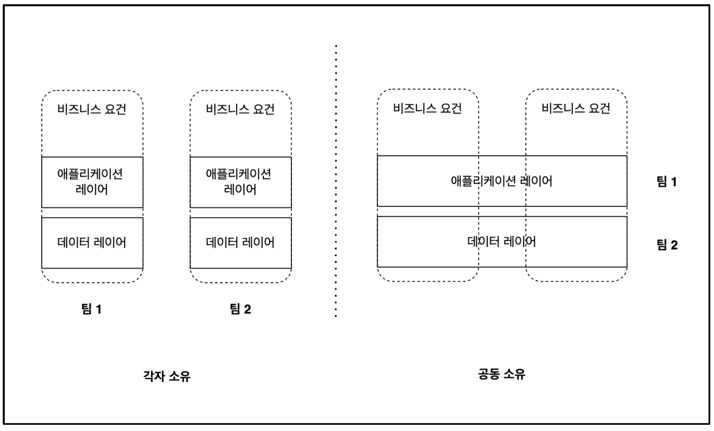 비즈니스 요건
비즈니스 요건
애플리케이션
레이어
애플리케이션
레이어
데이터 레이어
데이터 레이어
팀 1
팀 2
각자 소유
비즈니스 요건
비즈니스 요건
애플리케이션 레이어
팀 1
데이터 레이어
팀 2
공동 소유